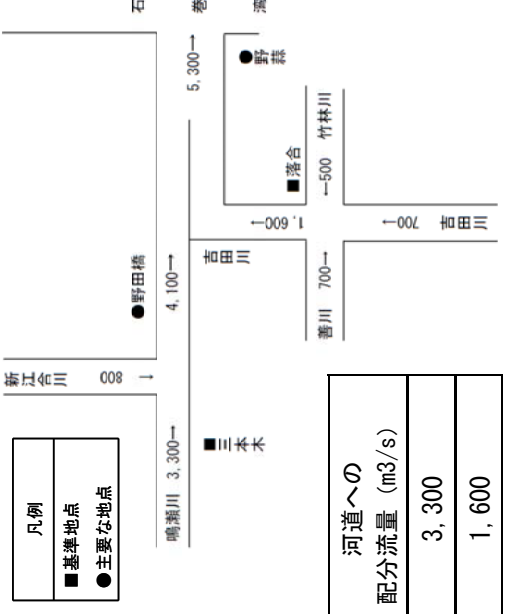 凡例
■基準地点
●主要な地点
新江合川
800→
●野田橋
石巻湾
鳴瀬川 3,300→
4,100→
5,300→
■三本木
吉田川
1,600→
■落合
●野蒜
善川 700→
←500 竹林川
700→
吉田川
河道への
配分流量 (m3/s)
3,300
1,600